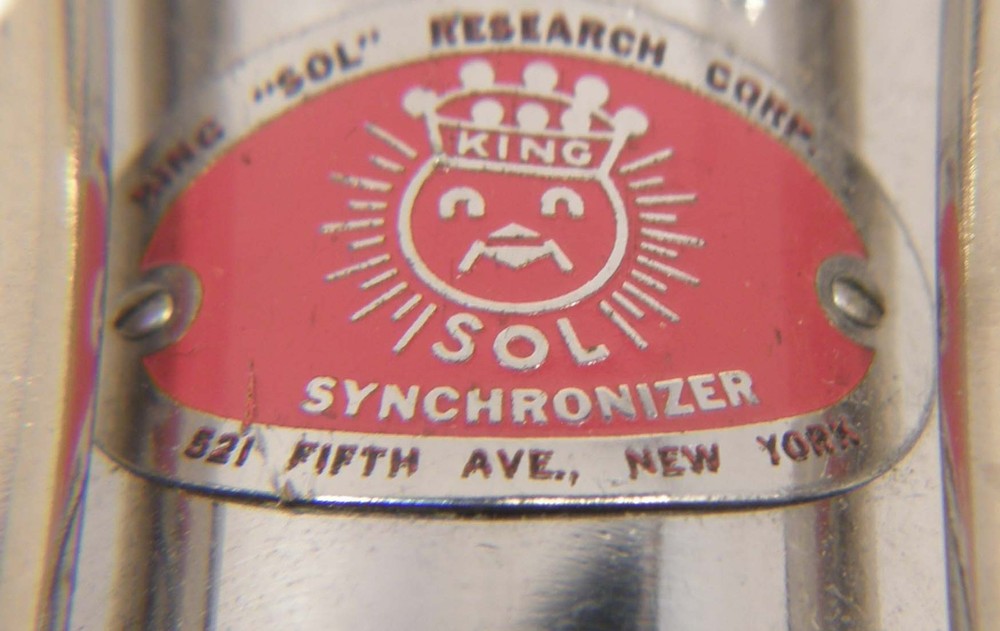 KING "SOL" RESEARCH CORP.
KING
SOL
SYNCHRONIZER
521 FIFTH AVE., NEW YORK